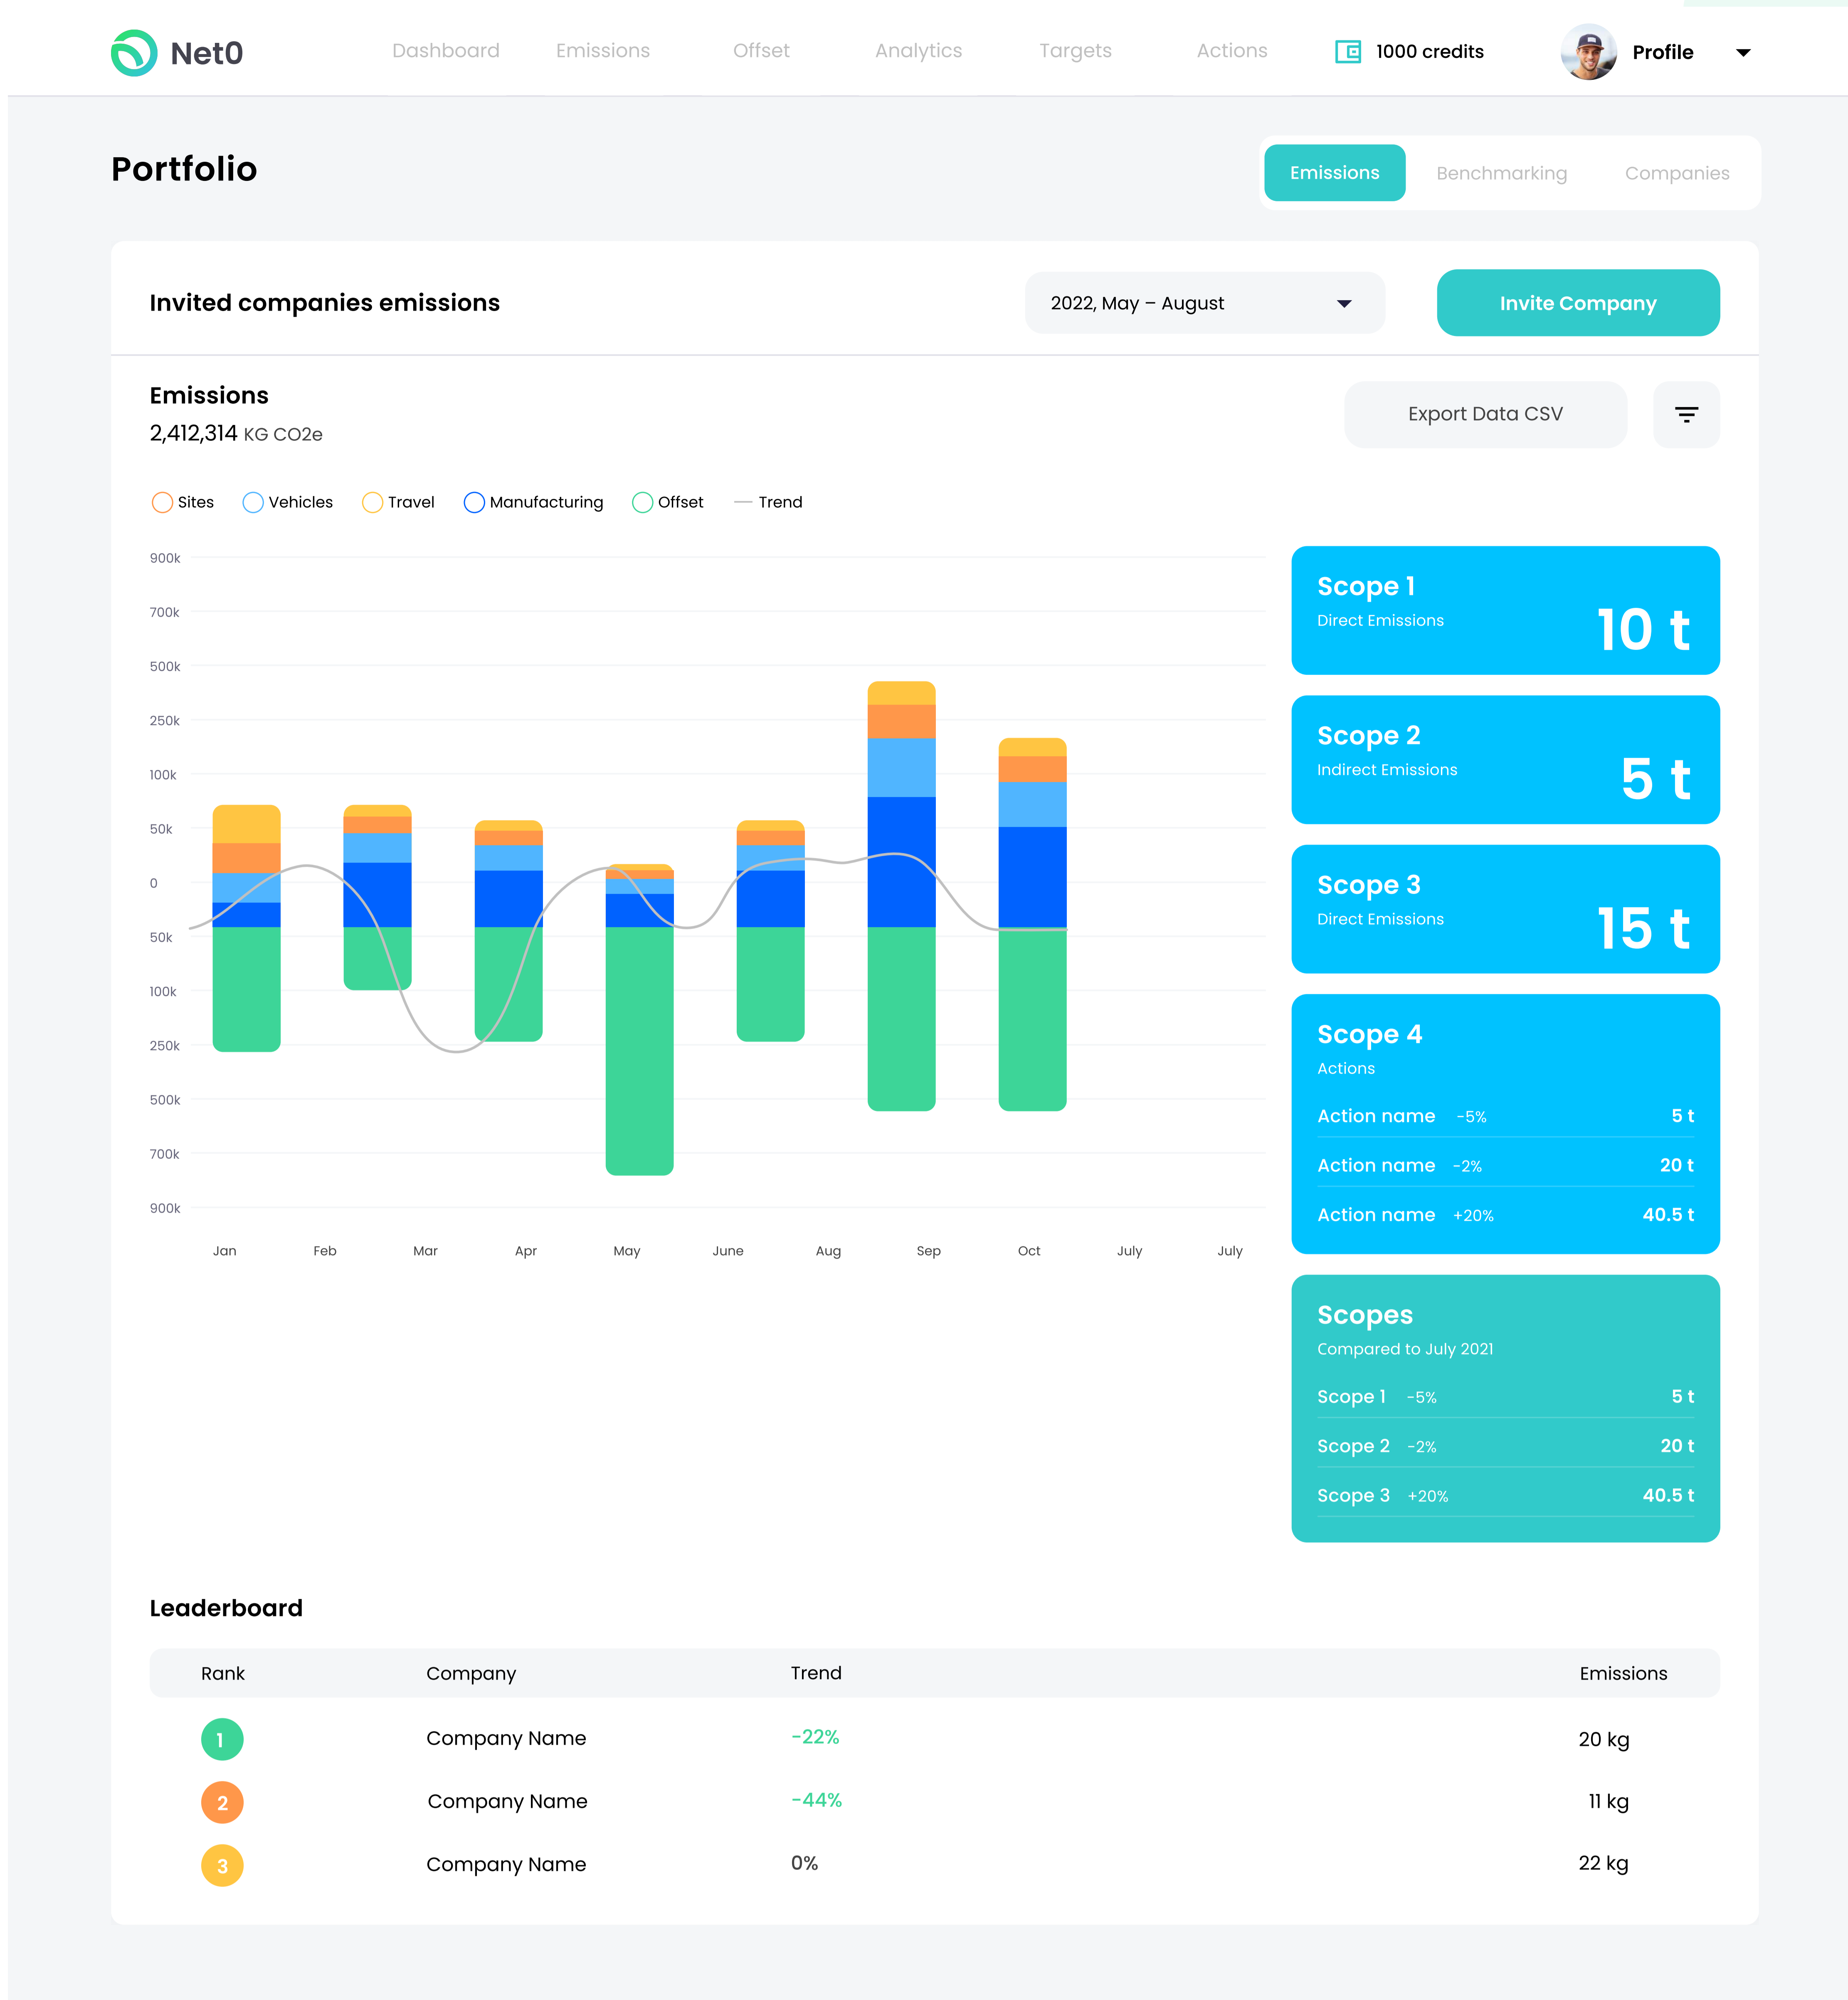 Net0
Dashboard Emissions Offset Analytics Targets Actions 1000 credits Profile
Portfolio
Emissions Benchmarking Companies
Invited companies emissions
2022, May – August
Invite Company
Emissions
2,412,314 KG CO2e
Export Data CSV
Sites Vehicles Travel Manufacturing Offset Trend
900k
700k
500k
250k
100k
50k
0
50k
100k
250k
500k
700k
900k
Jan Feb Mar Apr May June Aug Sep Oct July July
Scope 1
Direct Emissions
10 t
Scope 2
Indirect Emissions
5 t
Scope 3
Direct Emissions
15 t
Scope 4
Actions
Action name -5% 5 t
Action name -2% 20 t
Action name +20% 40.5 t
Scopes
Compared to July 2021
Scope 1 -5% 5 t
Scope 2 -2% 20 t
Scope 3 +20% 40.5 t
Leaderboard
Rank Company Trend Emissions
1 Company Name -22% 20 kg
2 Company Name -44% 11 kg
3 Company Name 0% 22 kg